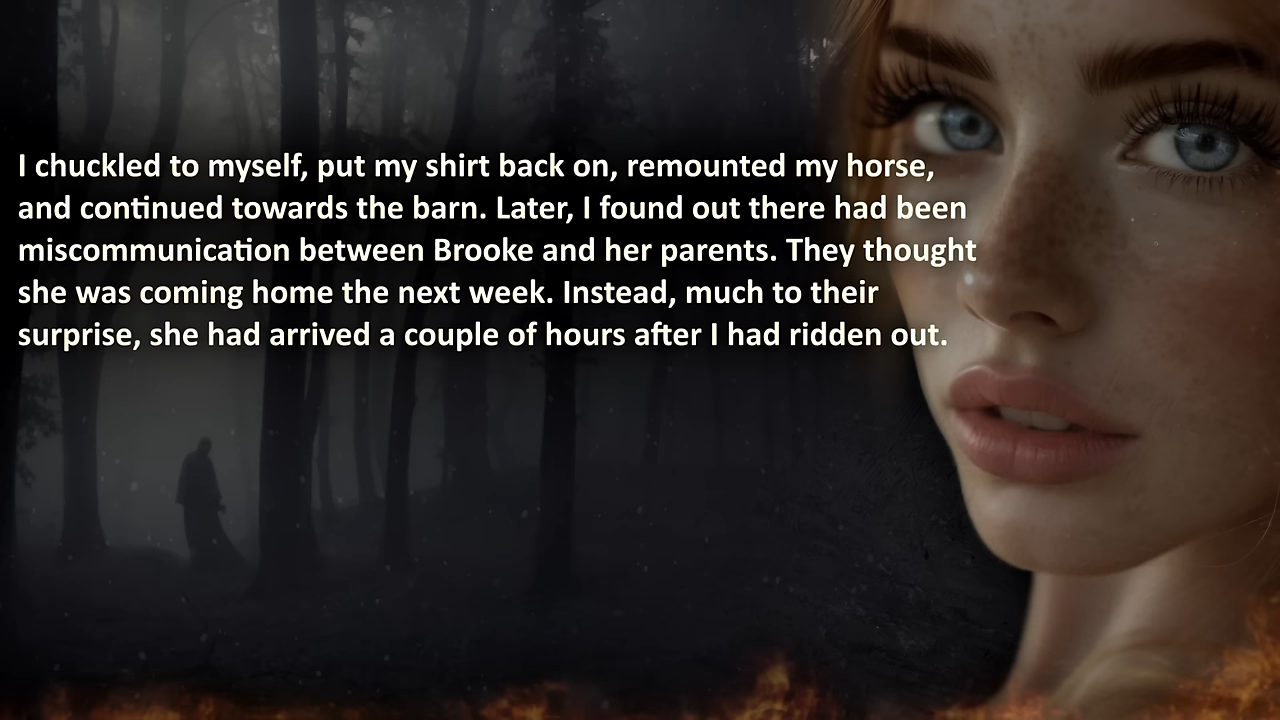 I chuckled to myself, put my shirt back on, remounted my horse,
and continued towards the barn. Later, I found out there had been
miscommunication between Brooke and her parents. They thought
she was coming home the next week. Instead, much to their
surprise, she had arrived a couple of hours after I had ridden out.